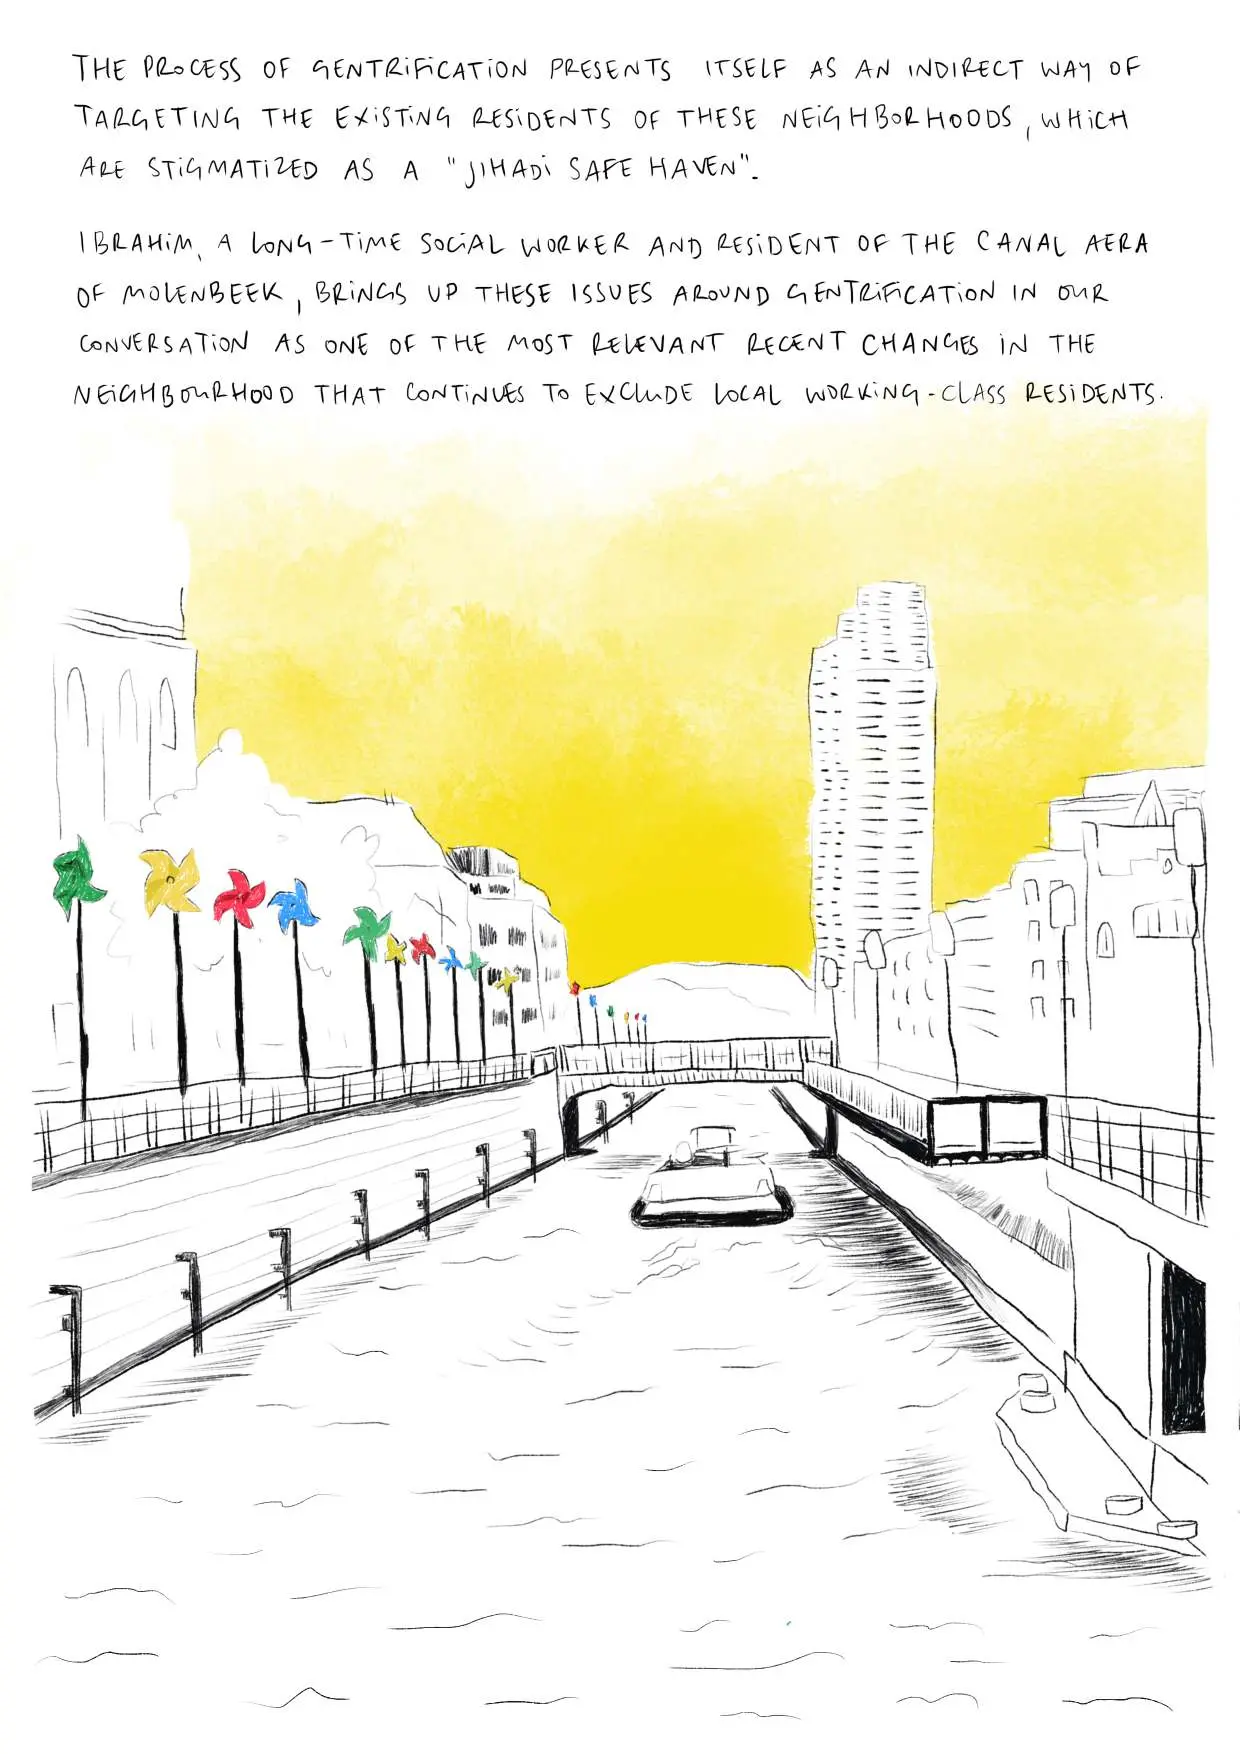 THE PROCESS OF GENTRIFICATION PRESENTS ITSELF AS AN INDIRECT WAY OF
TARGETING THE EXISTING RESIDENTS OF THESE NEIGHBORHOODS, WHICH
ARE STIGMATIZED AS A "JIHADI SAFE HAVEN".
IBRAHIM, A LONG-TIME SOCIAL WORKER AND RESIDENT OF THE CANAL AERA
OF MOLENBEEK, BRINGS UP THESE ISSUES AROUND GENTRIFICATION IN OUR
CONVERSATION AS ONE OF THE MOST RELEVANT RECENT CHANGES IN THE
NEIGHBOURHOOD THAT CONTINUES TO EXCLUDE LOCAL WORKING-CLASS RESIDENTS.